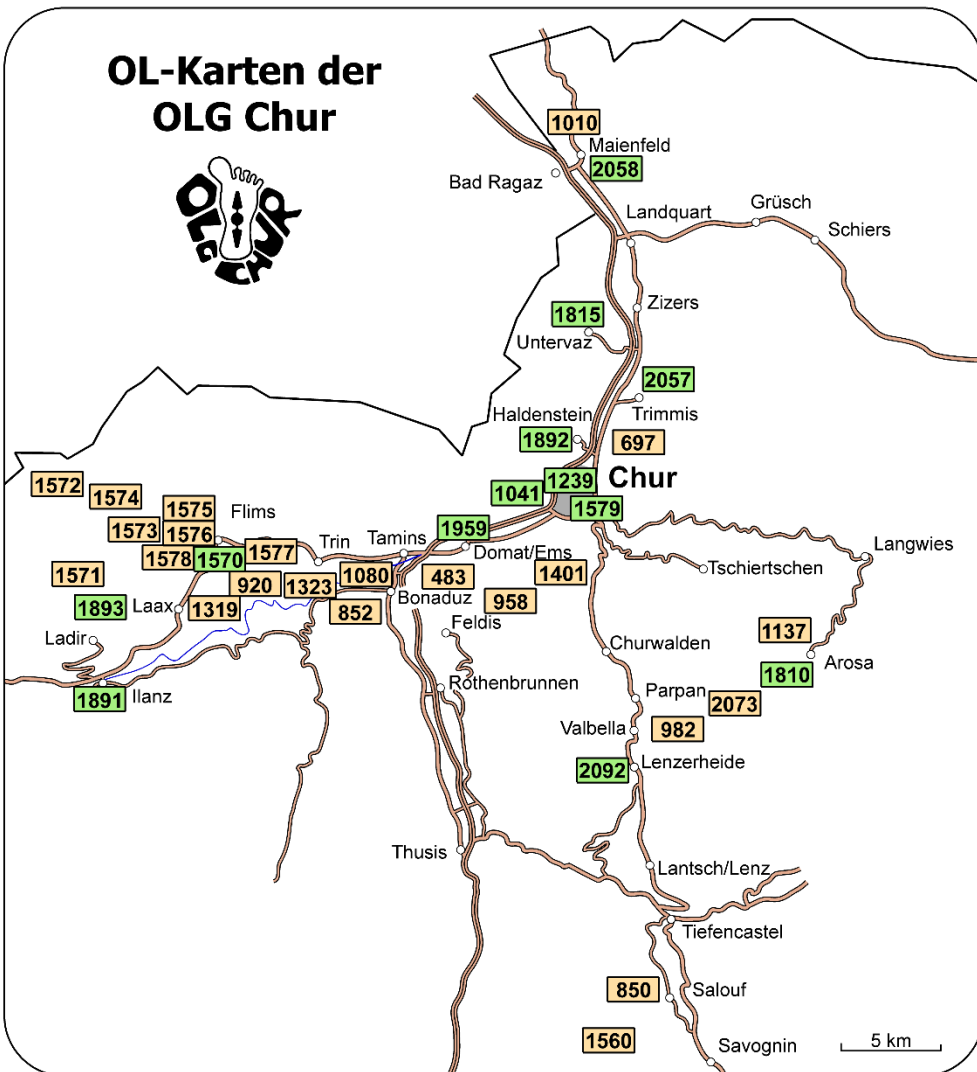 OL-Karten der
OLG Chur
OLG CHUR
1010
Maienfeld
2058
Bad Ragaz
Grüsch
Landquart
Schiers
Zizers
1815
Untervaz
2057
Trimmis
Haldenstein
1892
697
Chur
1572
1574
1575
1239
1041
1579
1573
1576
Flims
1959
Tamins
Trin
Domat/Ems
Langwies
1578
1570
1577
1571
920
1323
1080
483
1401
Tschiertschen
1893
Laax
1319
852
Bonaduz
958
Feldis
1137
Ladir
Churwalden
Arosa
1810
1891
Ilanz
Rothenbrunnen
Parpan
2073
Valbella
982
2092
Lenzerheide
Thusis
Lantsch/Lenz
Tiefencastel
850
Salouf
1560
Savognin
5 km